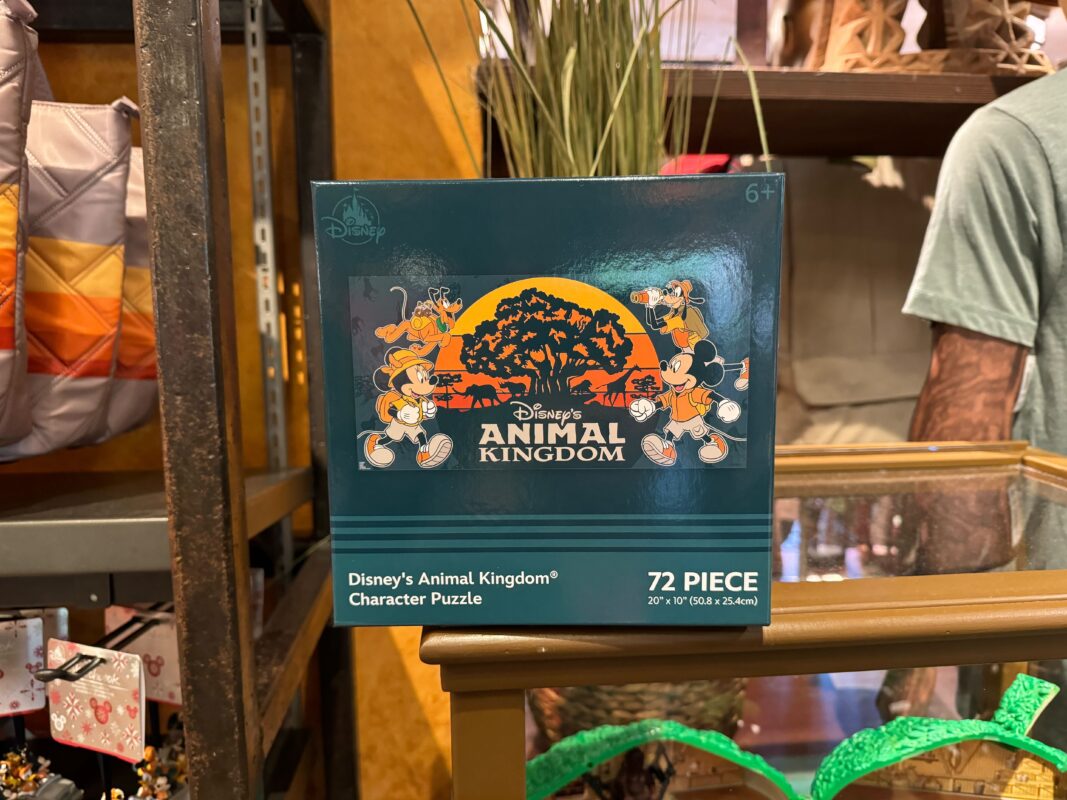 Disney
6+
Disney's
ANIMAL
KINGDOM
Disney's Animal Kingdom®
Character Puzzle
72 PIECE
20" x 10" (50.8 x 25.4cm)